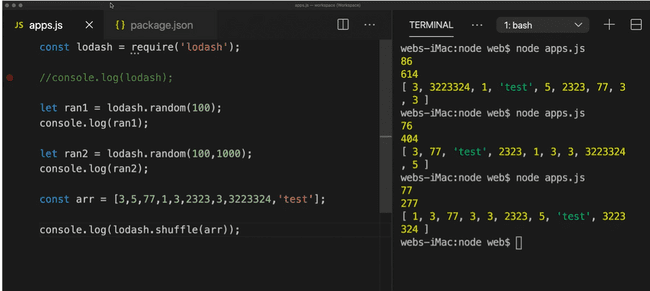 apps.js — workspace (Workspace)
JS apps.js × {} package.json ···
const lodash = require('lodash');
//console.log(lodash);
let ran1 = lodash.random(100);
console.log(ran1);
let ran2 = lodash.random(100,1000);
console.log(ran2);
const arr = [3,5,77,1,3,2323,3,3223324,'test'];
console.log(lodash.shuffle(arr));
TERMINAL ··· 1: bash
webs-iMac:node web$ node apps.js
86
614
[ 3, 3223324, 1, 'test', 5, 2323, 77, 3
, 3 ]
webs-iMac:node web$ node apps.js
76
404
[ 3, 77, 'test', 2323, 1, 3, 3, 3223324
, 5 ]
webs-iMac:node web$ node apps.js
77
277
[ 1, 3, 77, 3, 3, 2323, 5, 'test', 3223
324 ]
webs-iMac:node web$